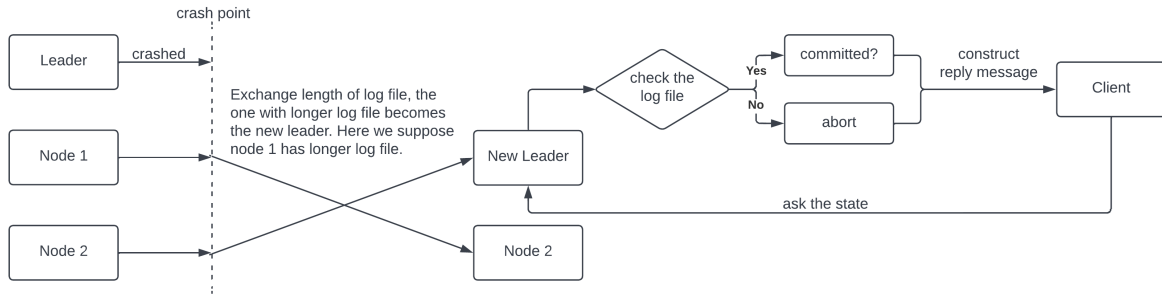 crash point
Leader
crashed
Exchange length of log file, the
one with longer log file becomes
the new leader. Here we suppose
node 1 has longer log file.
Node 1
Node 2
New Leader
Node 2
check the
log file
Yes
No
committed?
abort
construct
reply message
Client
ask the state